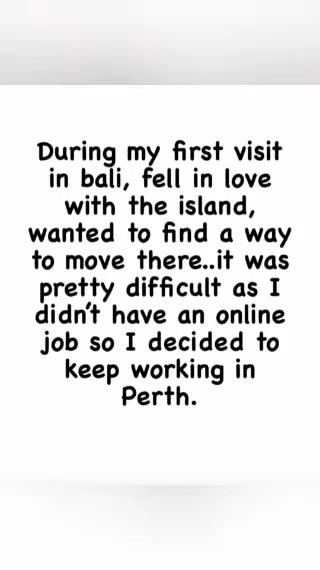 During my first visit
in bali, fell in love
with the island,
wanted to find a way
to move there..it was
pretty difficult as I
didn't have an online
job so I decided to
keep working in
Perth.